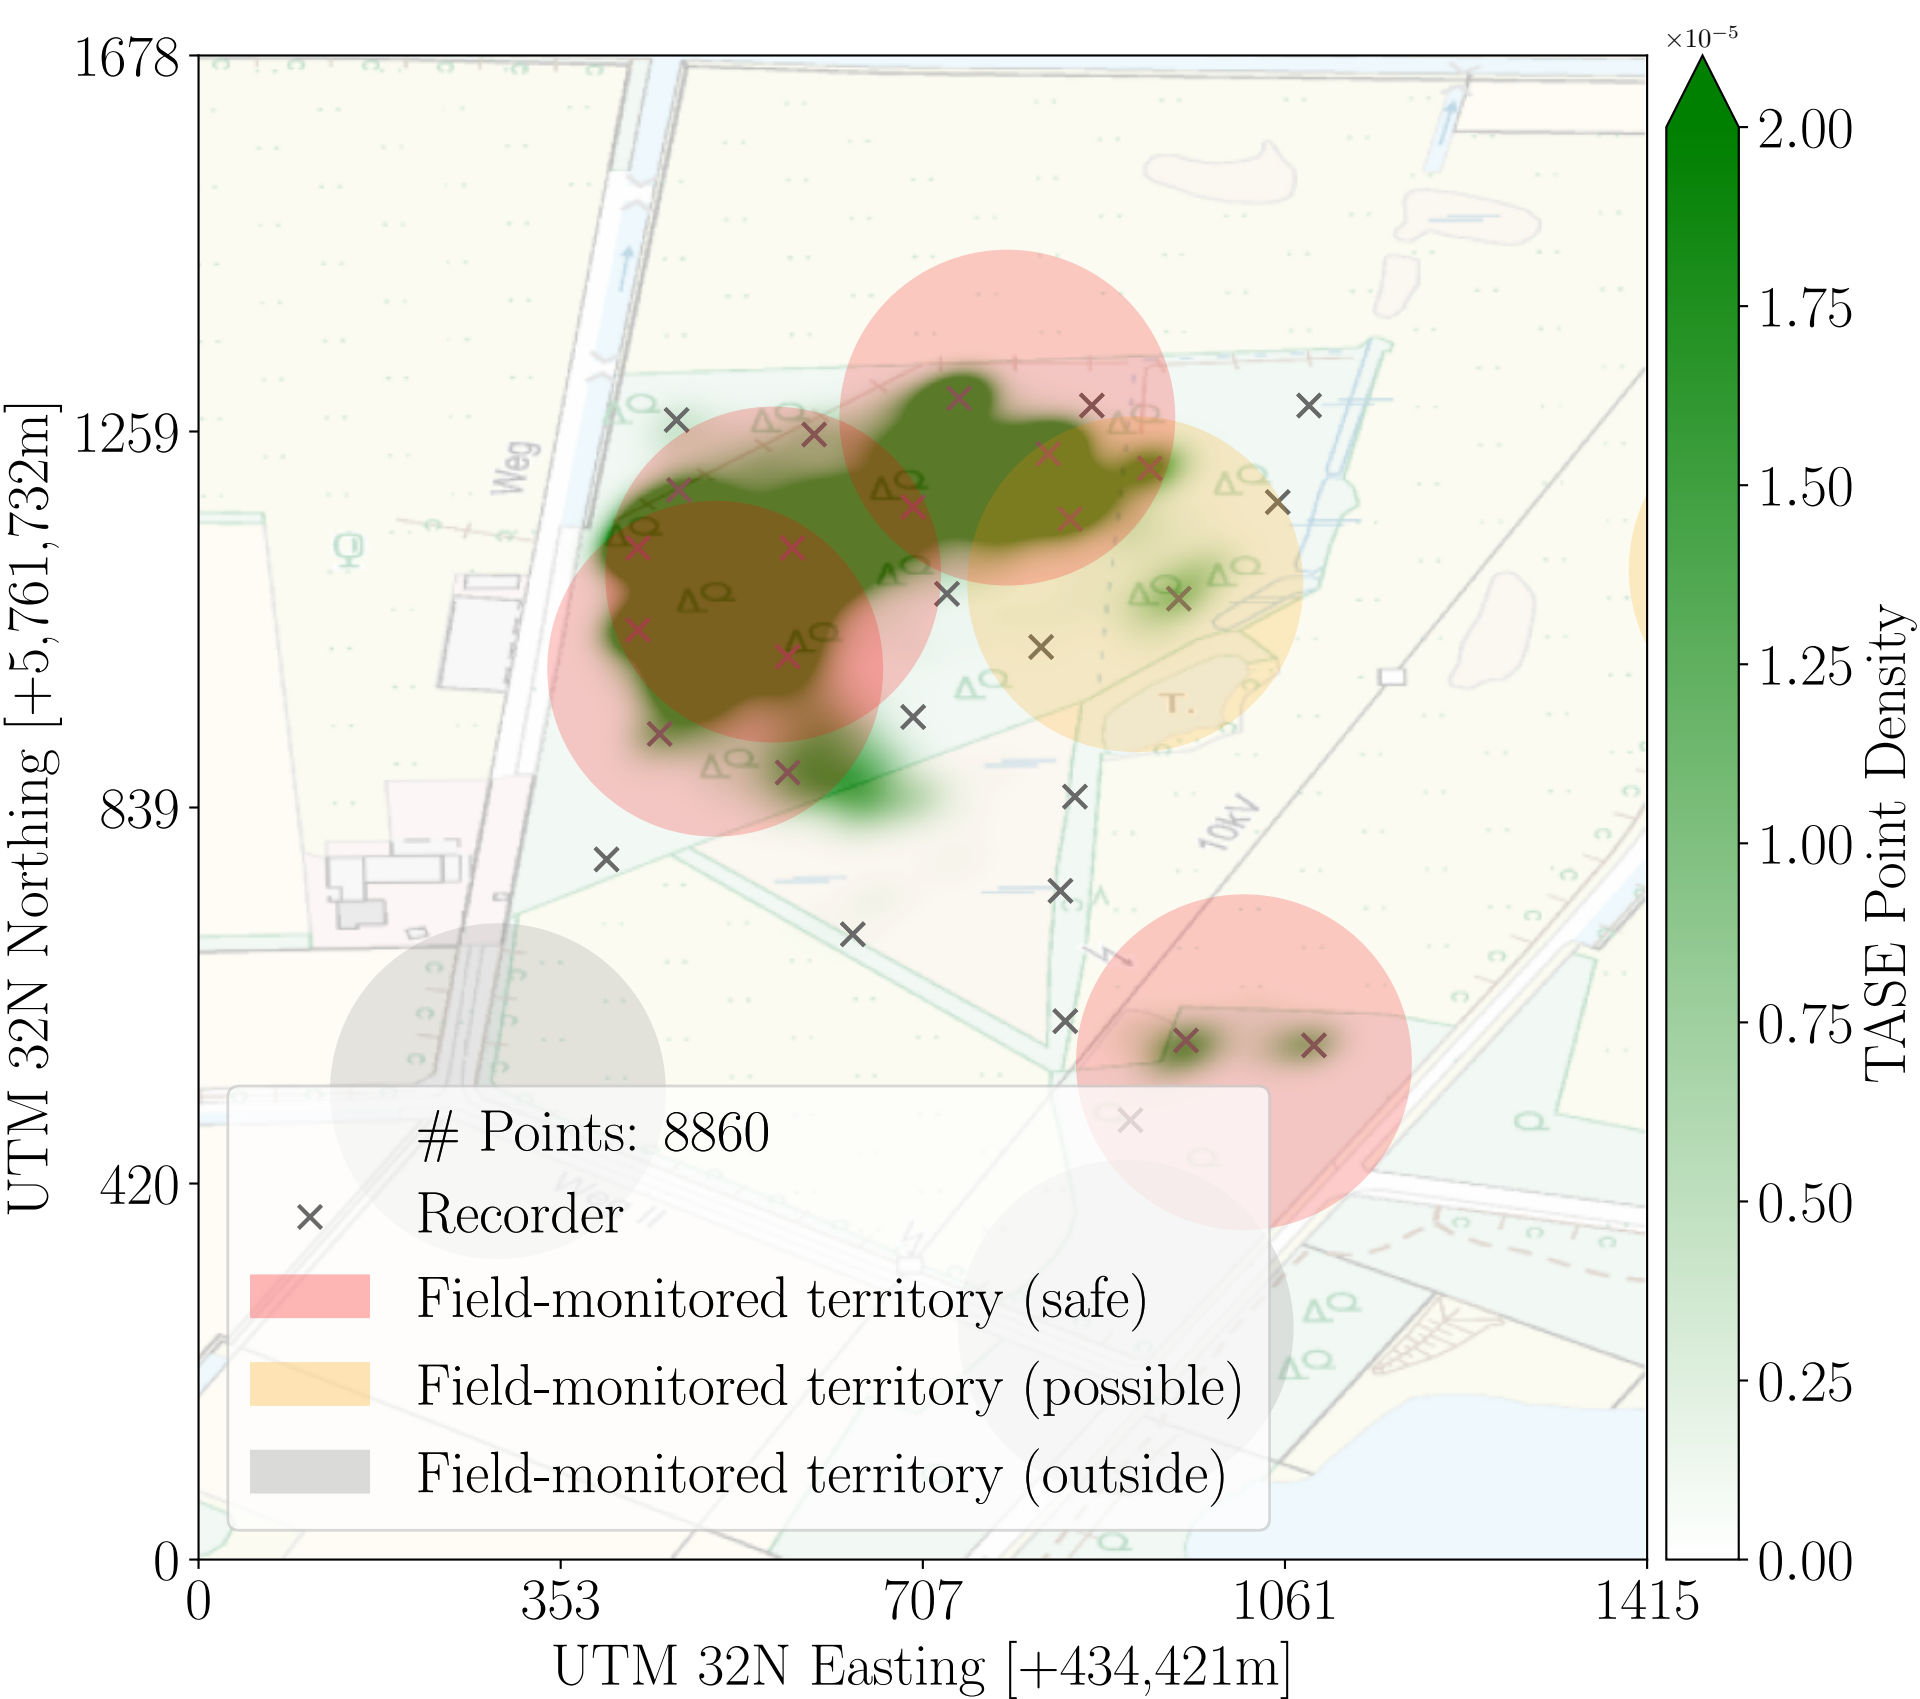 ×10⁻⁵
1678
1259
839
420
0
0
353
707
1061
1415
UTM 32N Northing [+5,761,732m]
UTM 32N Easting [+434,421m]
Weg
10kV
T.
# Points: 8860
Recorder
Field-monitored territory (safe)
Field-monitored territory (possible)
Field-monitored territory (outside)
2.00
1.75
1.50
1.25
1.00
0.75
0.50
0.25
0.00
TASE Point Density